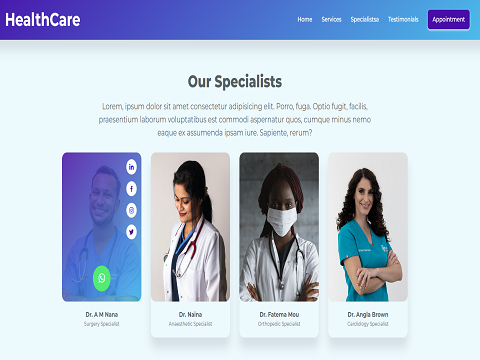 HealthCare
Home Services Specialistsa Testimonials Appointment
Our Specialists
Lorem, ipsum dolor sit amet consectetur adipisicing elit. Porro, fuga. Optio fugit, facilis,
praesentium laborum voluptatibus est commodi aspernatur quos, cumque minus nemo
eaque ex assumenda ipsam iure. Sapiente, rerum?
Dr. A M Nana
Surgery Specialist
Dr. Naina
Anaesthetic Specialist
Dr. Fatema Mou
Orthopedic Specialist
Dr. Angla Brown
Cardiology Specialist